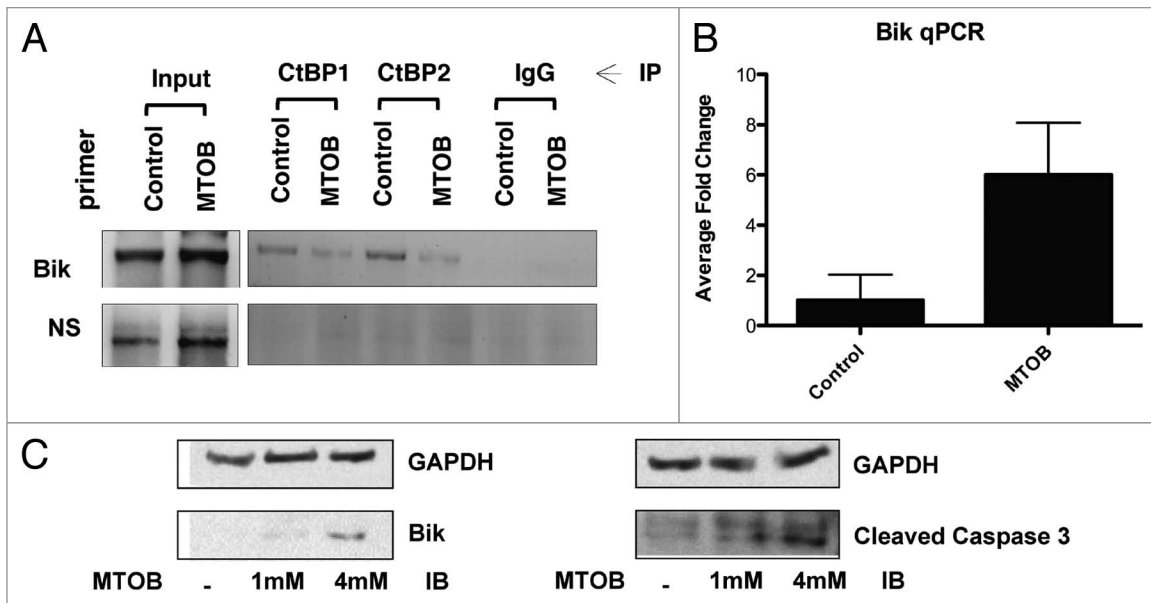 A
Input
CtBP1 CtBP2 IgG < IP
primer
Control
MTOB
Control
MTOB
Control
MTOB
Control
MTOB
Bik
NS
B
Bik qPCR
Average Fold Change
10
8
6
4
2
0
Control
MTOB
C
GAPDH
Bik
MTOB - 1mM 4mM IB
GAPDH
Cleaved Caspase 3
MTOB - 1mM 4mM IB